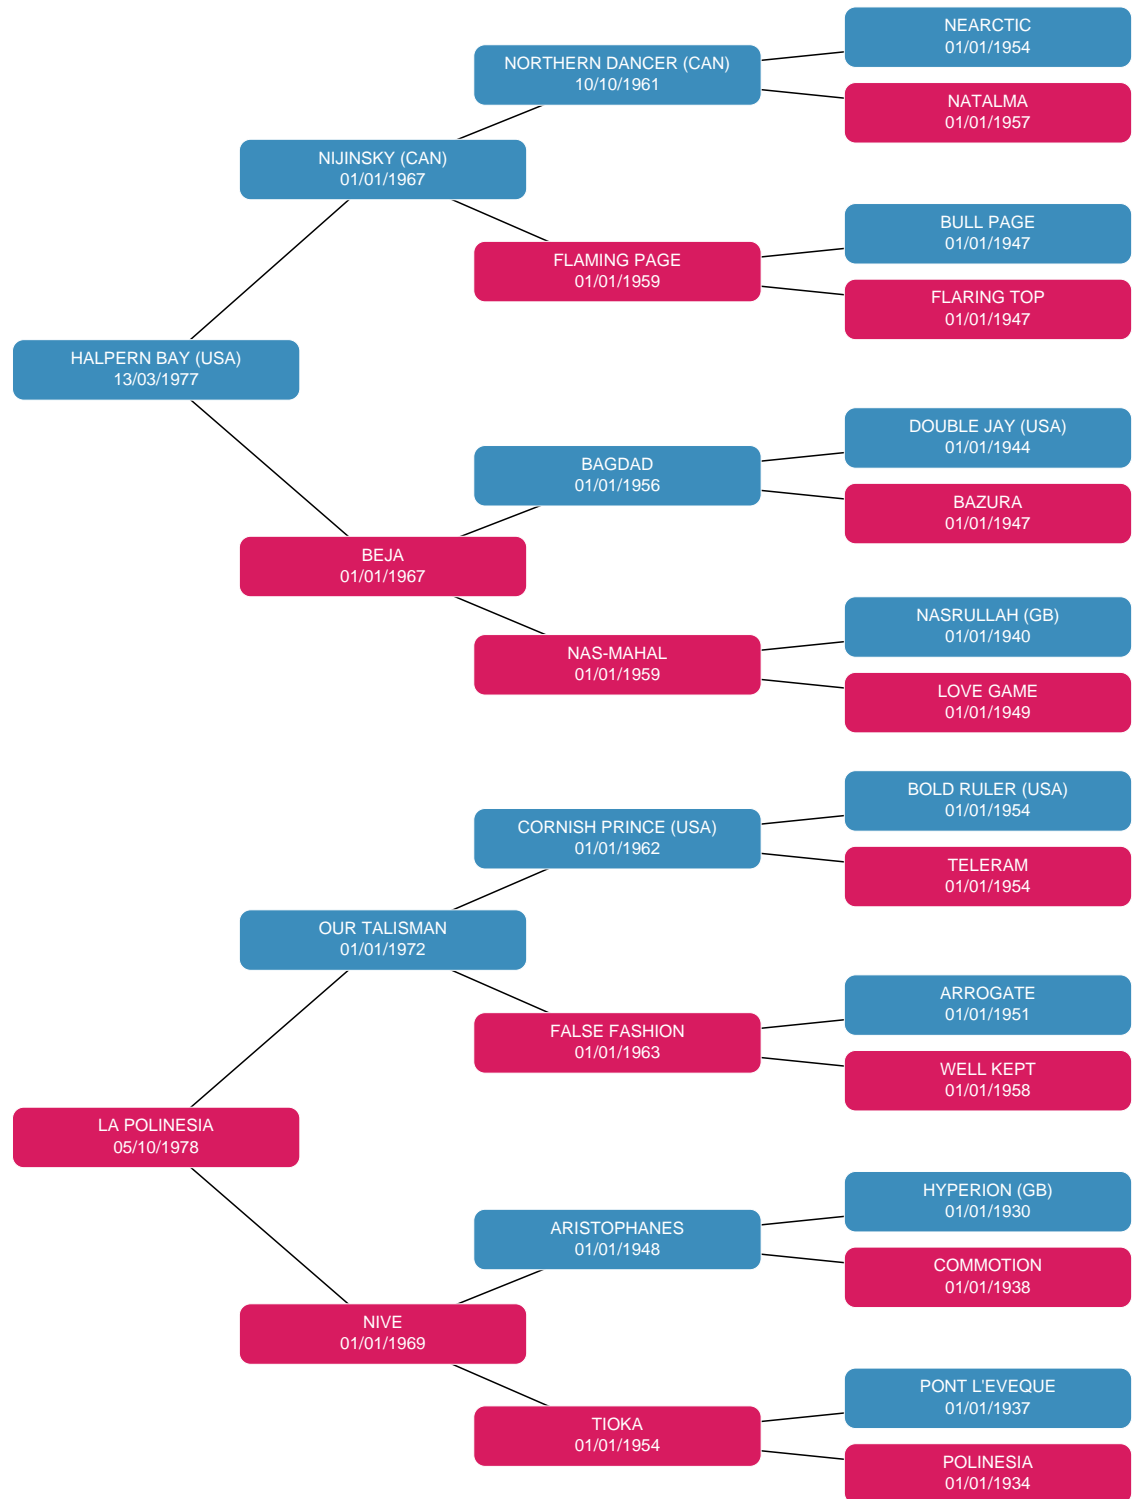 NEARCTIC
01/01/1954
NORTHERN DANCER (CAN)
10/10/1961
NATALMA
01/01/1957
NIJINSKY (CAN)
01/01/1967
BULL PAGE
01/01/1947
FLAMING PAGE
01/01/1959
FLARING TOP
01/01/1947
HALPERN BAY (USA)
13/03/1977
DOUBLE JAY (USA)
01/01/1944
BAGDAD
01/01/1956
BAZURA
01/01/1947
BEJA
01/01/1967
NASRULLAH (GB)
01/01/1940
NAS-MAHAL
01/01/1959
LOVE GAME
01/01/1949
BOLD RULER (USA)
01/01/1954
CORNISH PRINCE (USA)
01/01/1962
TELERAM
01/01/1954
OUR TALISMAN
01/01/1972
ARROGATE
01/01/1951
FALSE FASHION
01/01/1963
WELL KEPT
01/01/1958
LA POLINESIA
05/10/1978
HYPERION (GB)
01/01/1930
ARISTOPHANES
01/01/1948
COMMOTION
01/01/1938
NIVE
01/01/1969
PONT L'EVEQUE
01/01/1937
TIOKA
01/01/1954
POLINESIA
01/01/1934